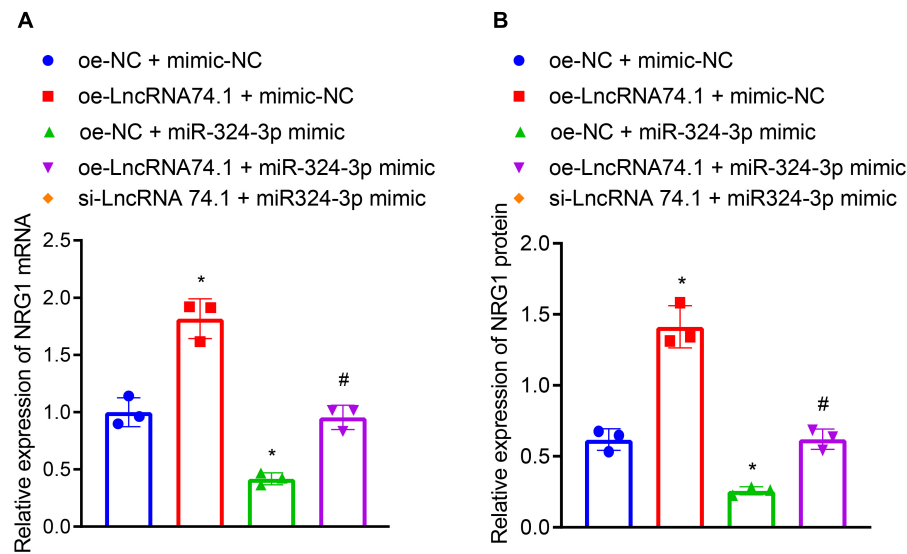 A
oe-NC + mimic-NC
oe-LncRNA74.1 + mimic-NC
oe-NC + miR-324-3p mimic
oe-LncRNA74.1 + miR-324-3p mimic
si-LncRNA 74.1 + miR324-3p mimic
Relative expression of NRG1 mRNA
2.5
2.0
1.5
1.0
0.5
0.0
*
*
#
B
oe-NC + mimic-NC
oe-LncRNA74.1 + mimic-NC
oe-NC + miR-324-3p mimic
oe-LncRNA74.1 + miR-324-3p mimic
si-LncRNA 74.1 + miR324-3p mimic
Relative expression of NRG1 protein
2.0
1.5
1.0
0.5
0.0
*
*
#